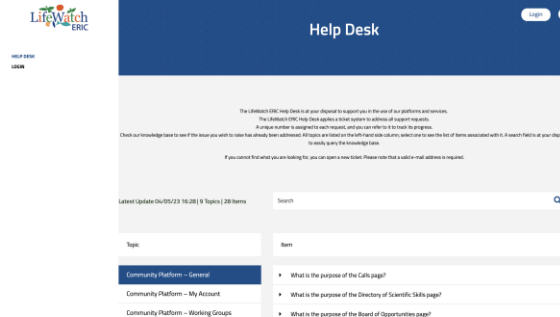 LifeWatch
ERIC
HELP DESK
LOGIN
Login
Help Desk
The LifeWatch ERIC Help Desk is at your disposal to support you in the use of our platforms and services.
The LifeWatch ERIC Help Desk applies a ticket system to address all support requests.
A unique number is assigned to each request, and you can refer to it to track its progress.
Check our knowledge base to see if the issue you wish to raise has already been addressed. All topics are listed on the left-hand side column; select one to see the list of items associated with it. A search field is at your disp
to easily query the knowledge base.
If you cannot find what you are looking for, you can open a new ticket. Please note that a valid e-mail address is required.
Latest Update 04/05/23 16:28 | 9 Topics | 28 Items
Search
Topic
Item
Community Platform – General
What is the purpose of the Calls page?
Community Platform – My Account
What is the purpose of the Directory of Scientific Skills page?
Community Platform – Working Groups
What is the purpose of the Board of Opportunities page?